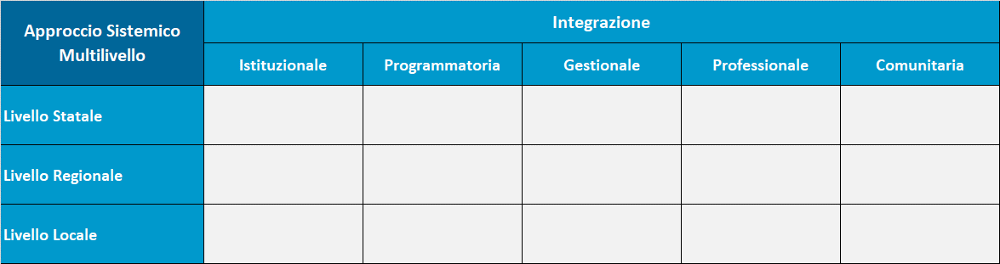 Approccio Sistemico
Multilivello
Integrazione
Istituzionale
Programmatoria
Gestionale
Professionale
Comunitaria
Livello Statale
Livello Regionale
Livello Locale